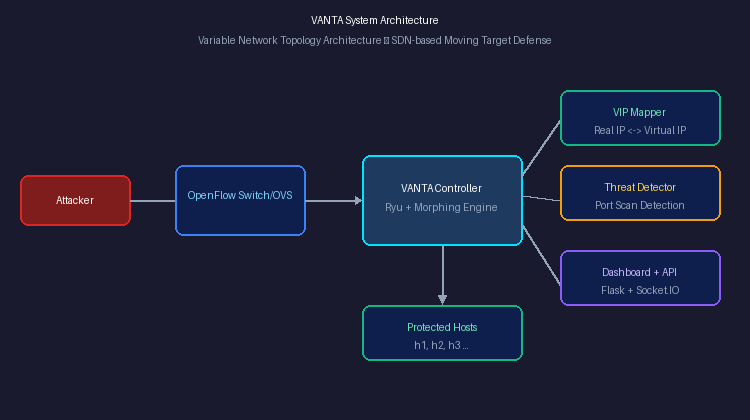 VANTA System Architecture
Variable Network Topology Architecture ▯ SDN-based Moving Target Defense
VIP Mapper
Real IP <-> Virtual IP
Attacker
OpenFlow Switch/OVS
VANTA Controller
Ryu + Morphing Engine
Threat Detector
Port Scan Detection
Dashboard + API
Flask + Socket.IO
Protected Hosts
h1, h2, h3...